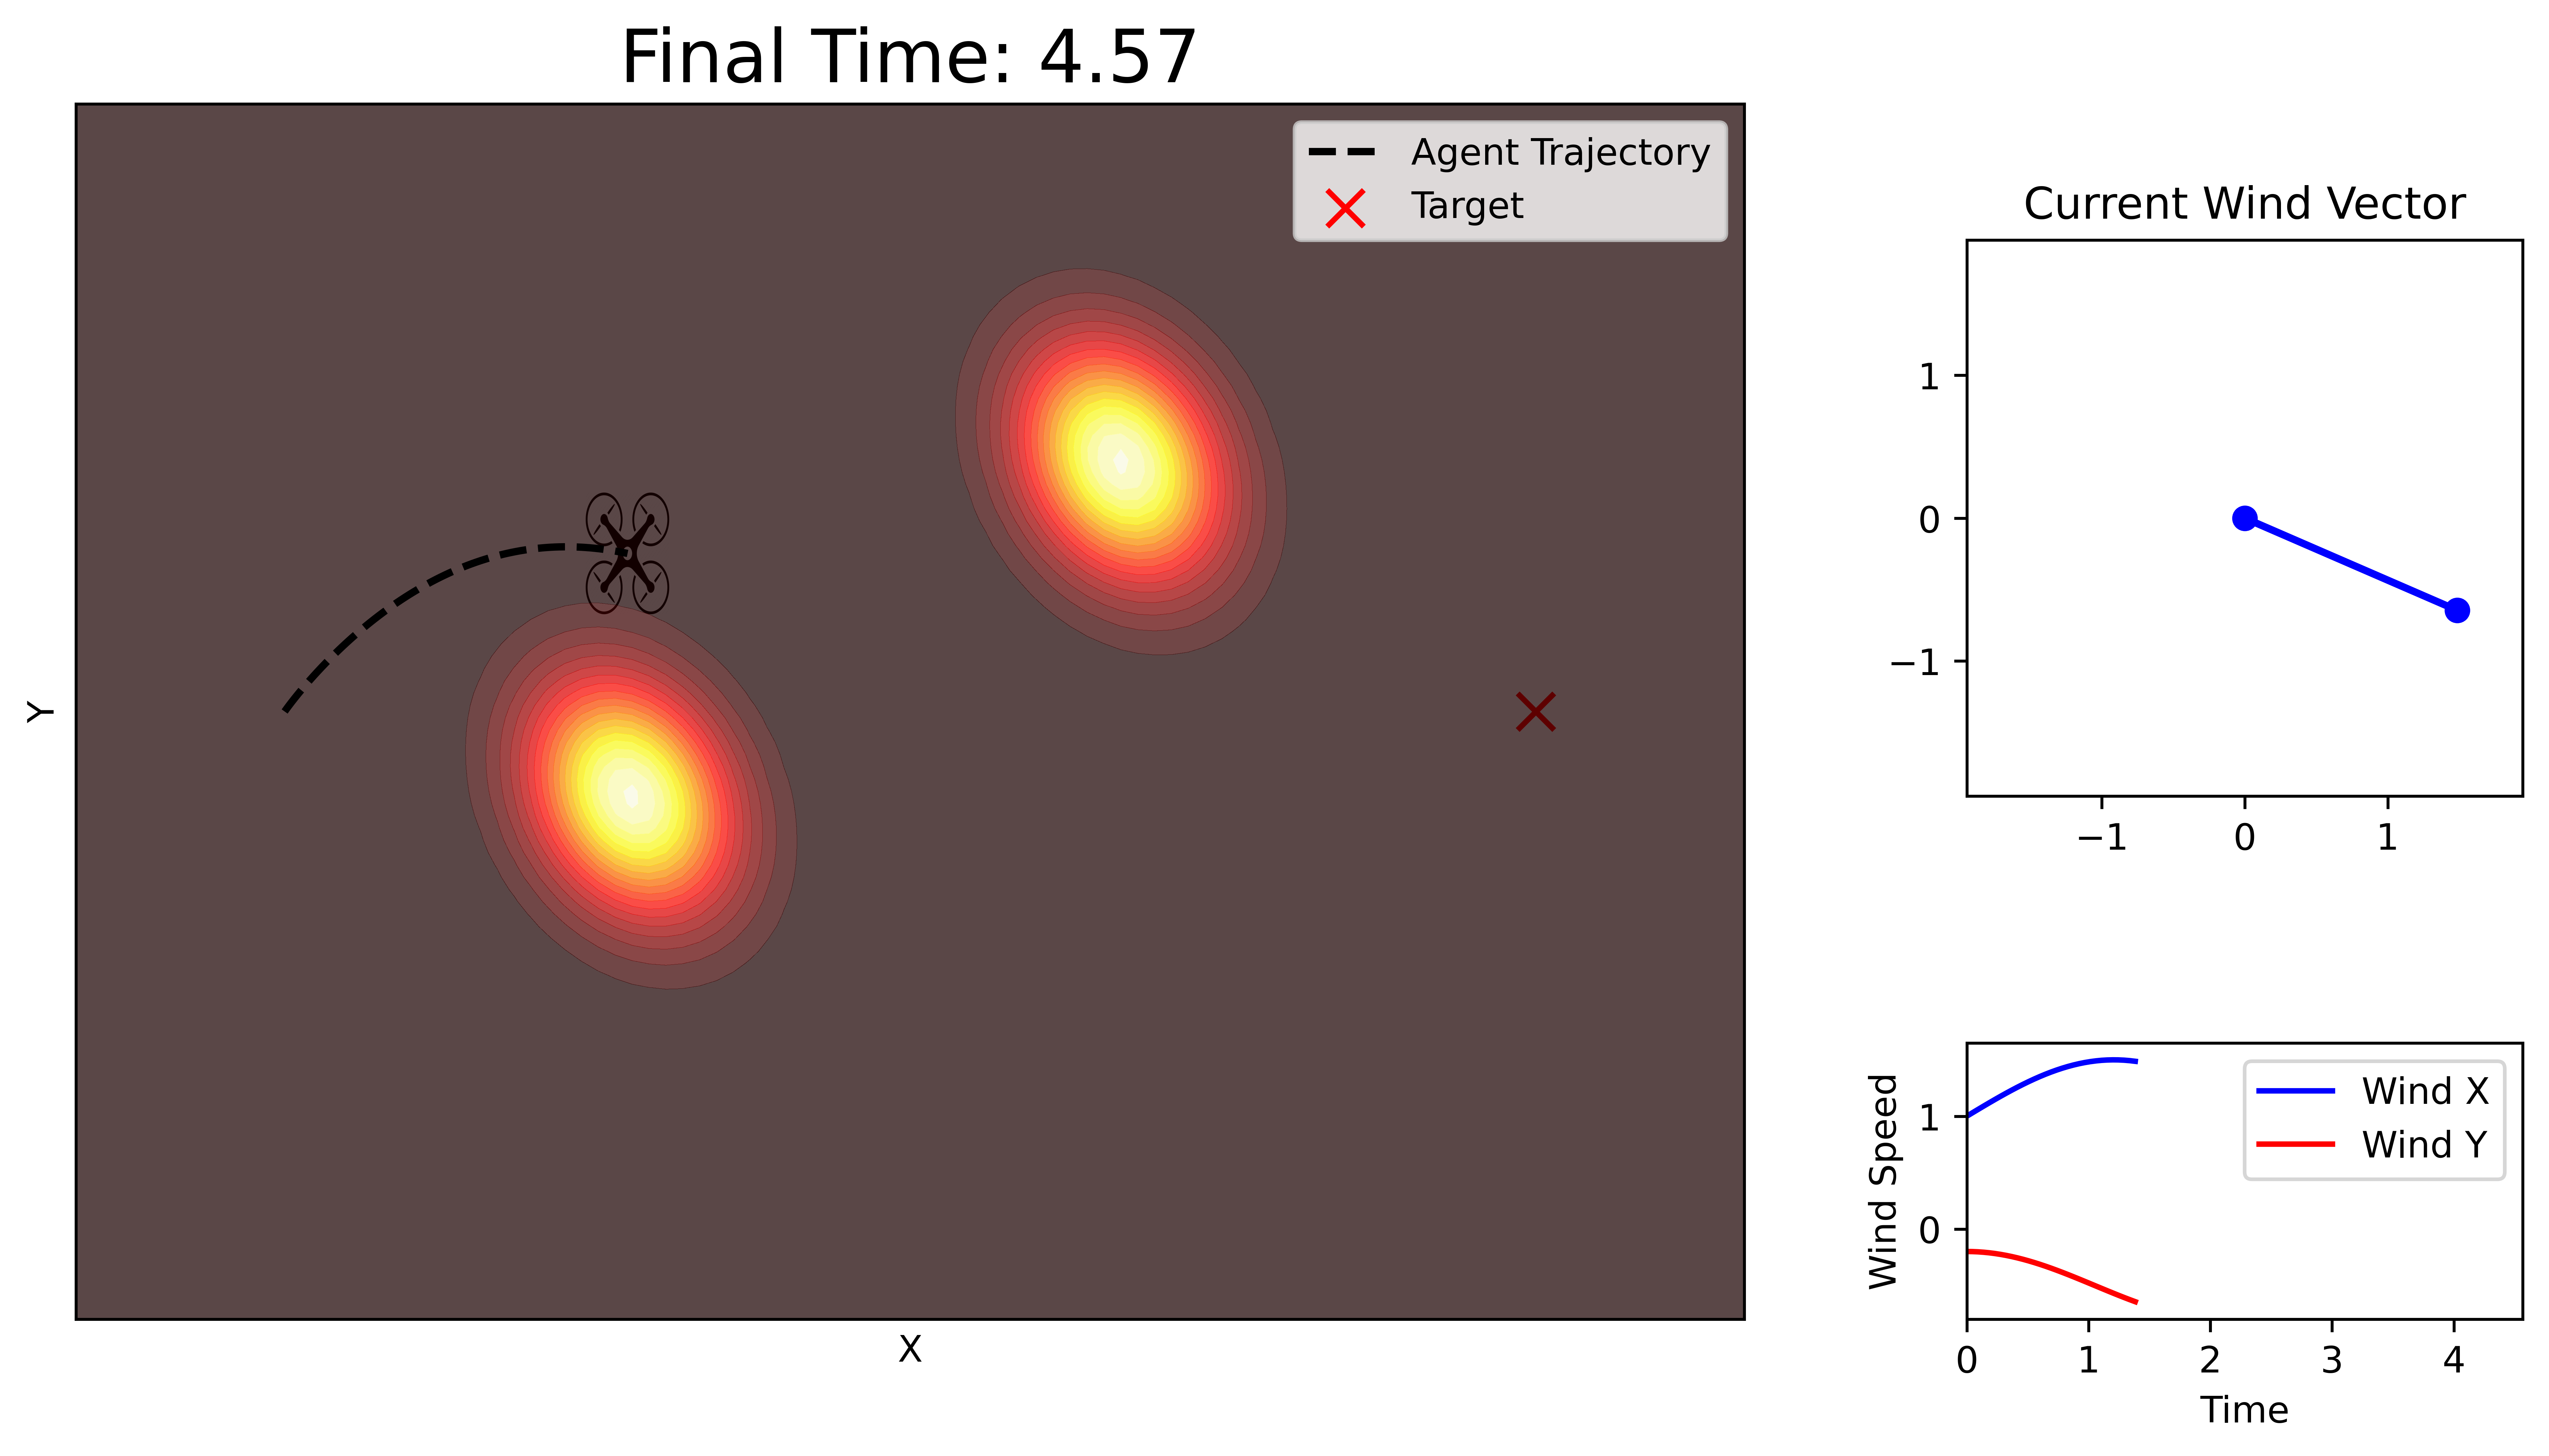 Final Time: 4.57
Agent Trajectory
Target
Y
X
Current Wind Vector
1
0
−1
−1 0 1
Wind Speed
1
0
Wind X
Wind Y
0 1 2 3 4
Time